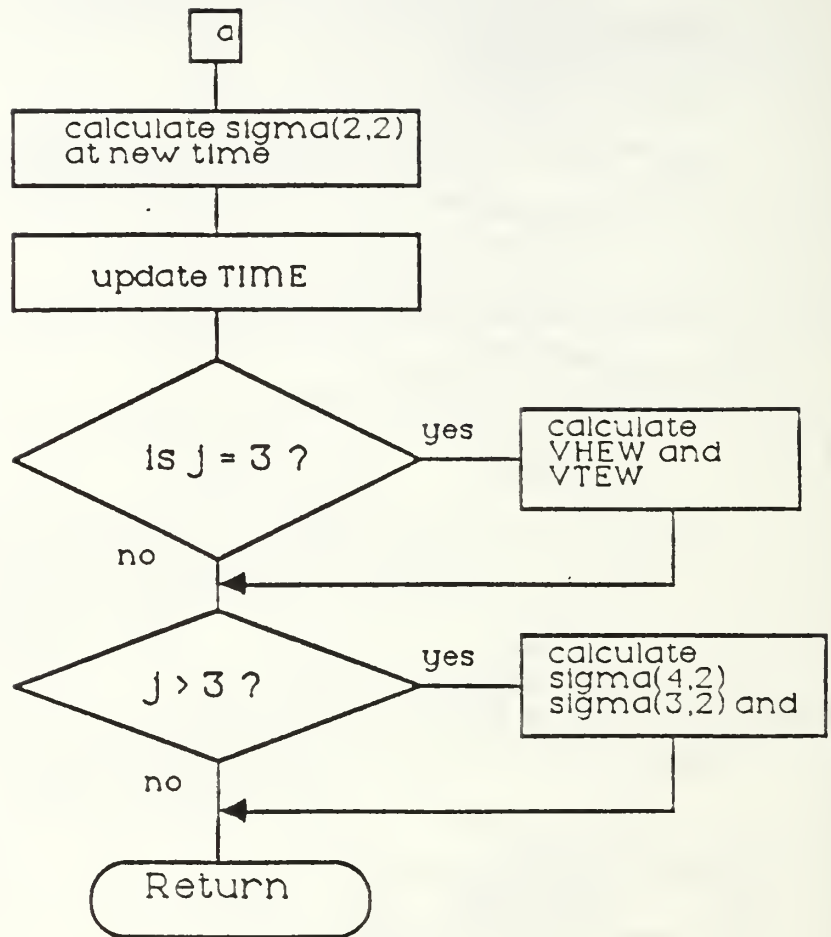 a
calculate sigma(2,2)
at new time
update TIME
is j = 3 ?
yes
calculate
VHEW and
VTEW
no
j > 3 ?
yes
calculate
sigma(4,2)
sigma(3,2) and
no
Return